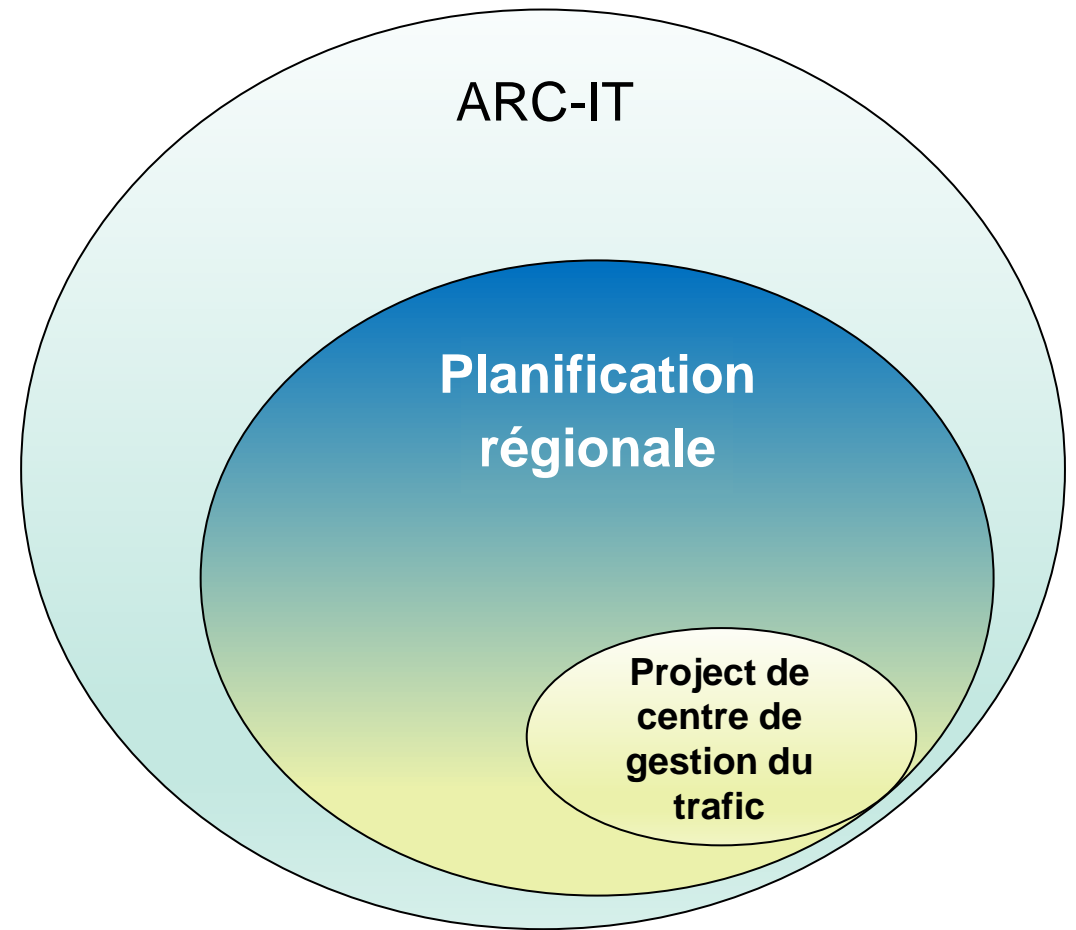 ARC-IT
Planification
régionale
Project de
centre de
gestion du
trafic